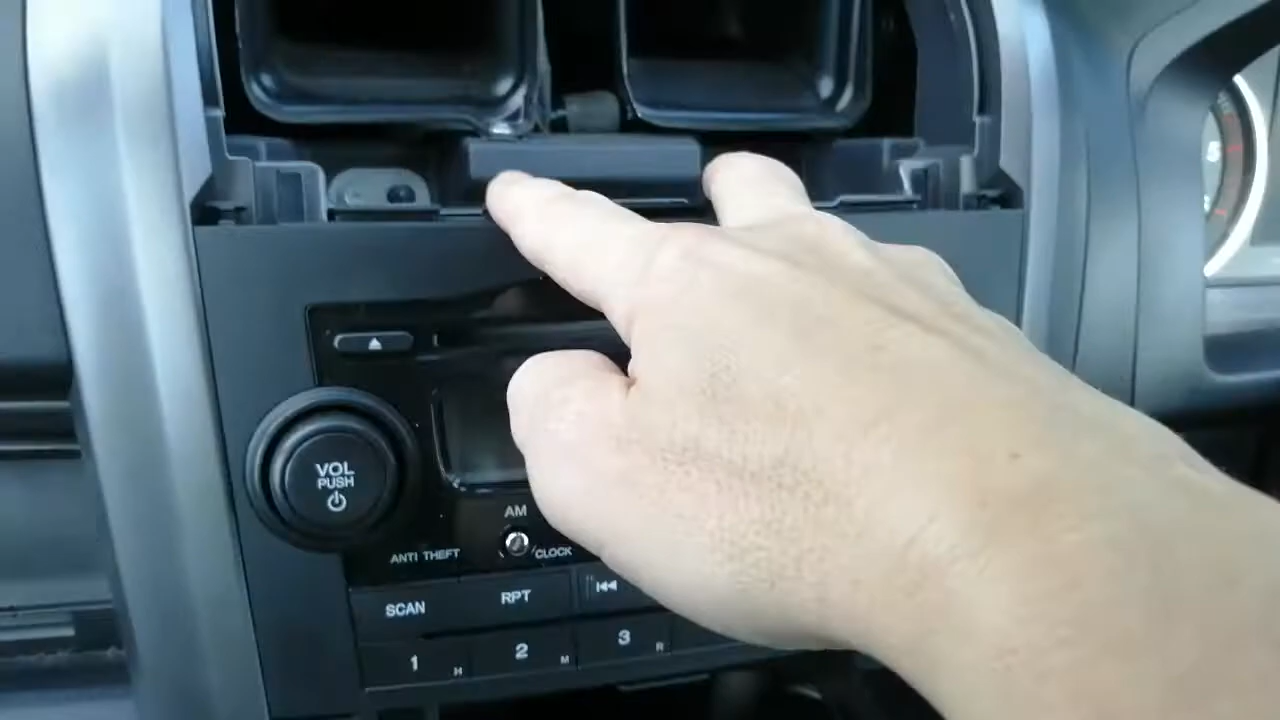 VOL
PUSH
AM
ANTI THEFT
CLOCK
SCAN RPT
1 H 2 M 3 R